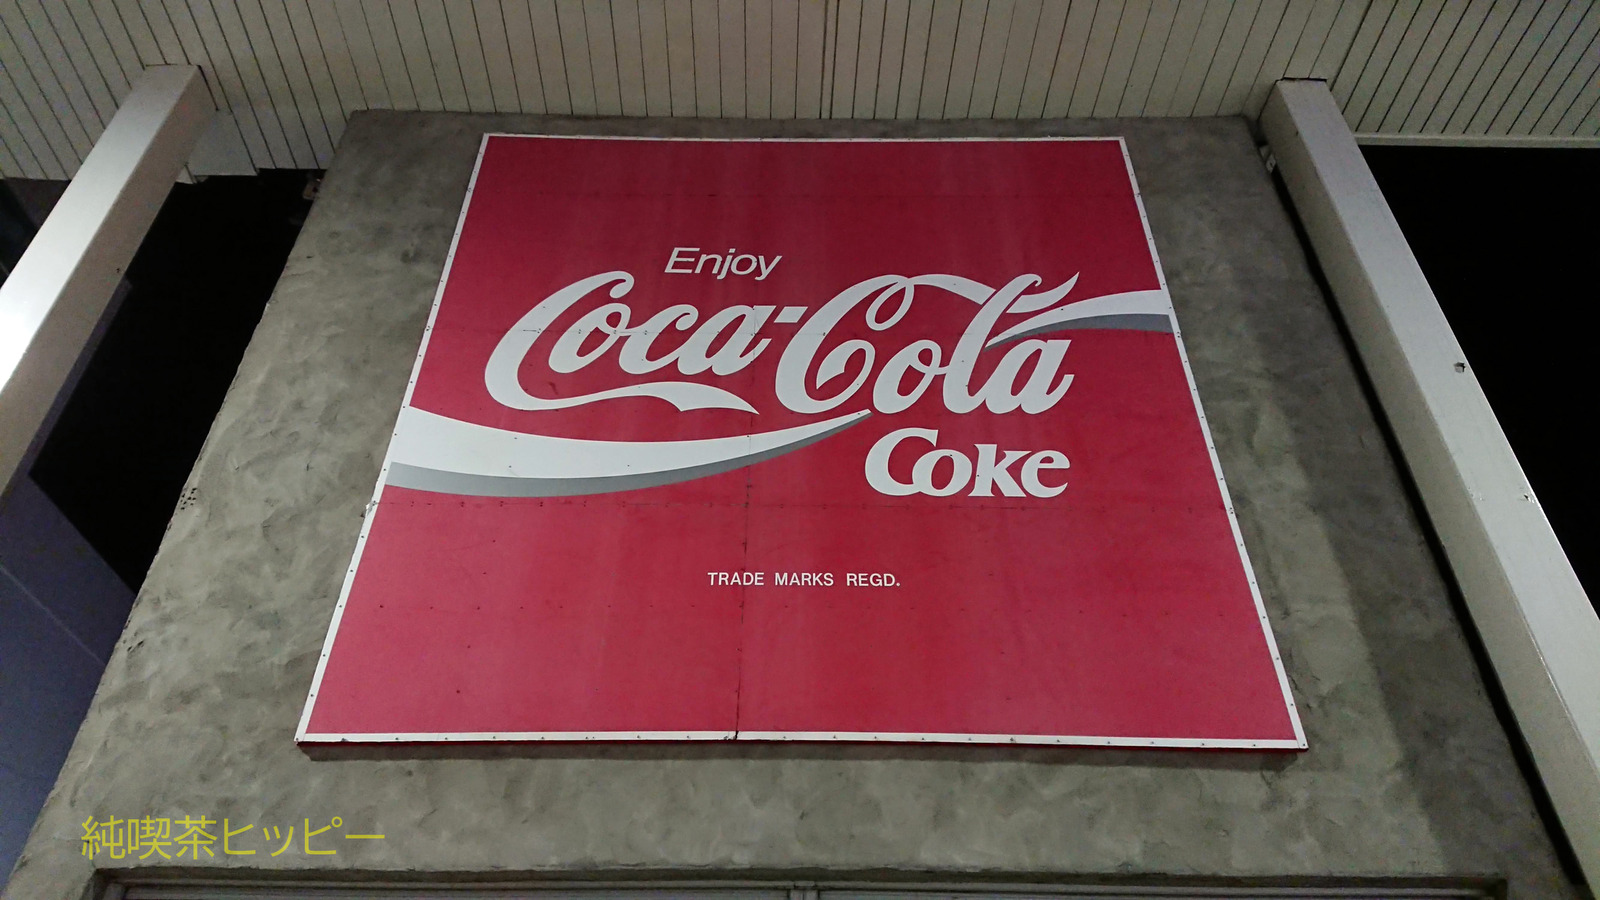 Enjoy
Coca-Cola
Coke
TRADE MARKS REGD.
純喫茶ヒッピー